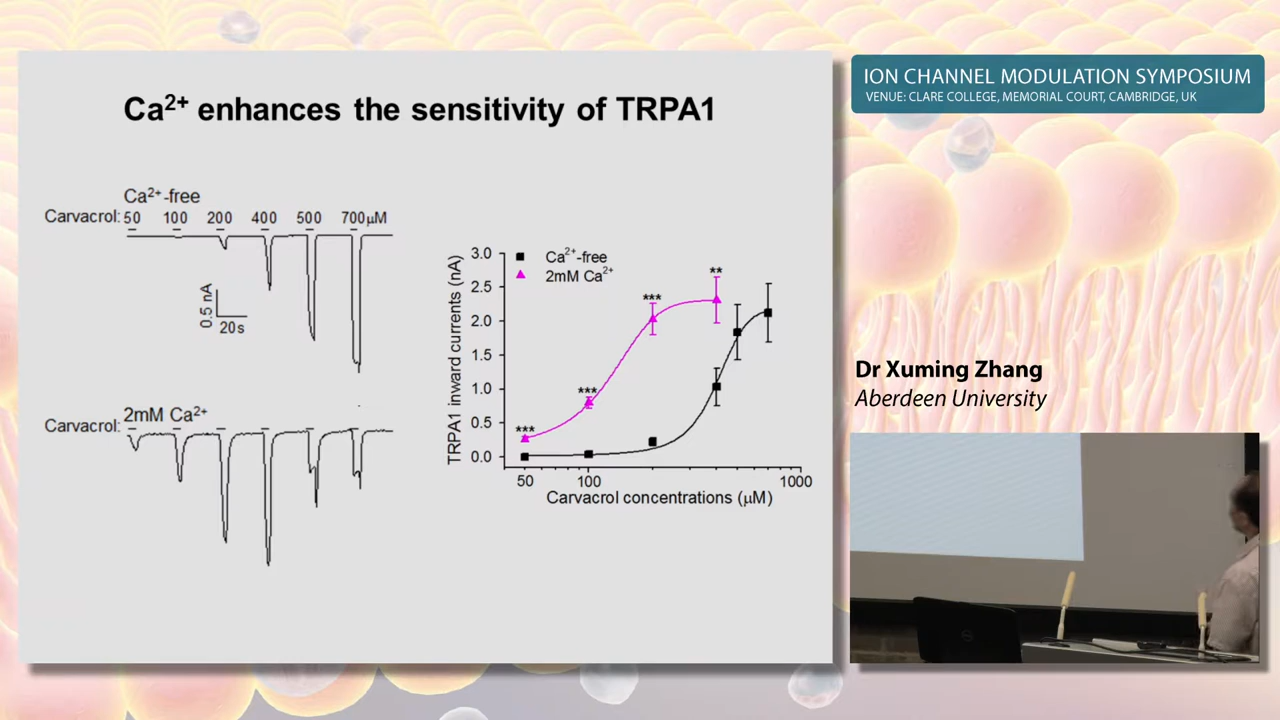 Ca²⁺ enhances the sensitivity of TRPA1
Ca²⁺-free
Carvacrol: 50 100 200 400 500 700μM
0.5 nA
20s
2mM Ca²⁺
Carvacrol:
Ca²⁺-free
2mM Ca²⁺
TRPA1 inward currents (nA)
3.0
2.5
2.0
1.5
1.0
0.5
0.0
***
***
***
**
50 100 1000
Carvacrol concentrations (μM)
ION CHANNEL MODULATION SYMPOSIUM
VENUE: CLARE COLLEGE, MEMORIAL COURT, CAMBRIDGE, UK
Dr Xuming Zhang
Aberdeen University